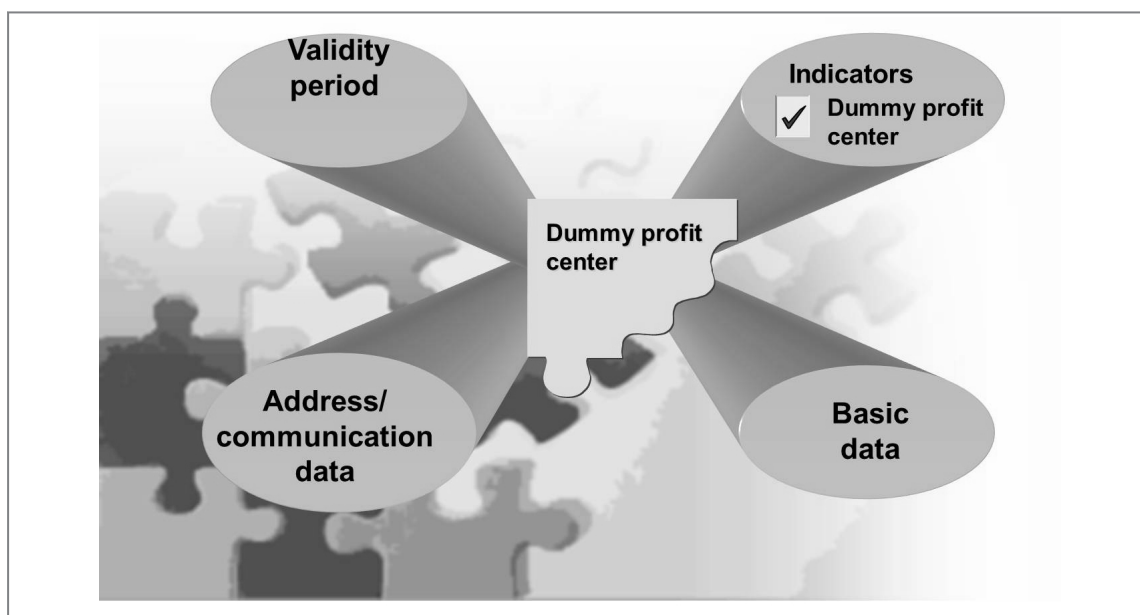 Validity
period
Indicators
Dummy profit
center
Dummy profit
center
Address/
communication
data
Basic
data